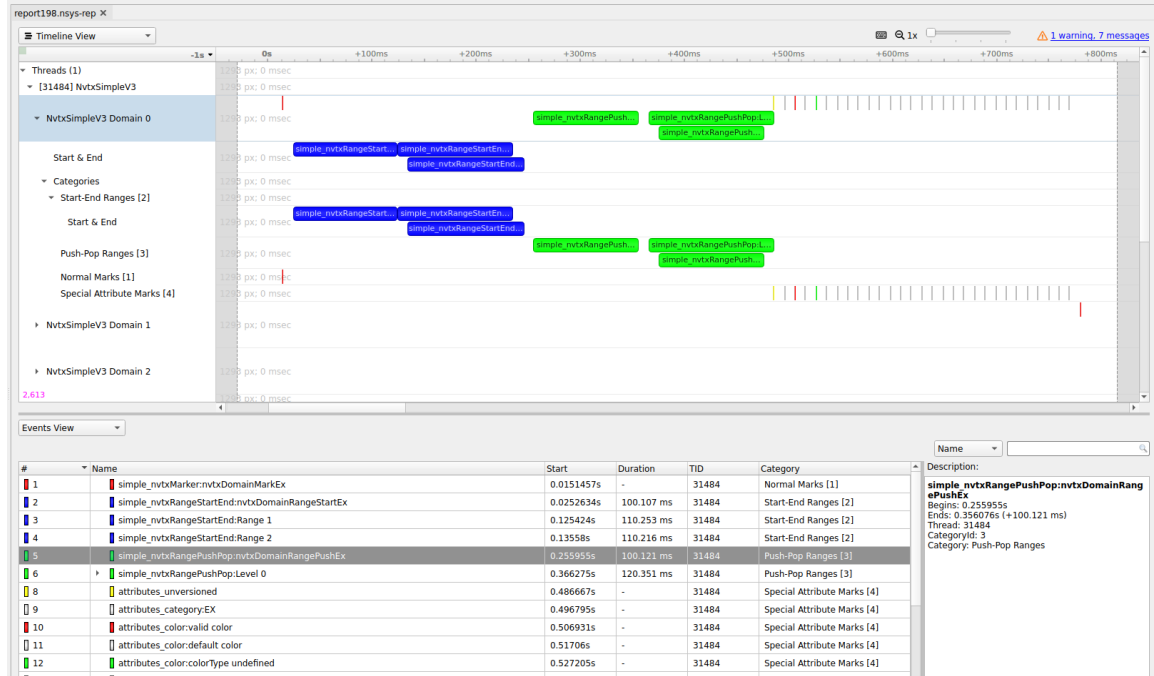 report198.nsys-rep ×
Timeline View
1x
1 warning, 7 messages
-1s
0s +100ms +200ms +300ms +400ms +500ms +600ms +700ms +800ms
Threads (1)
[31484] NvtxSimpleV3
NvtxSimpleV3 Domain 0
simple_nvtxRangePush... simple_nvtxRangePushPop:L...
simple_nvtxRangePush...
Start & End
simple_nvtxRangeStart... simple_nvtxRangeStartEn...
simple_nvtxRangeStartEnd...
Categories
Start-End Ranges [2]
Start & End
simple_nvtxRangeStart... simple_nvtxRangeStartEn...
simple_nvtxRangeStartEnd...
Push-Pop Ranges [3]
simple_nvtxRangePush... simple_nvtxRangePushPop:L...
simple_nvtxRangePush...
Normal Marks [1]
Special Attribute Marks [4]
NvtxSimpleV3 Domain 1
NvtxSimpleV3 Domain 2
2,613
Events View
Name
# Name Start Duration TID Category
1 simple_nvtxMarker:nvtxDomainMarkEx 0.0151457s - 31484 Normal Marks [1]
2 simple_nvtxRangeStartEnd:nvtxDomainRangeStartEx 0.0252634s 100.107 ms 31484 Start-End Ranges [2]
3 simple_nvtxRangeStartEnd:Range 1 0.125424s 110.253 ms 31484 Start-End Ranges [2]
4 simple_nvtxRangeStartEnd:Range 2 0.13558s 110.216 ms 31484 Start-End Ranges [2]
5 simple_nvtxRangePushPop:nvtxDomainRangePushEx 0.255955s 100.121 ms 31484 Push-Pop Ranges [3]
6 simple_nvtxRangePushPop:Level 0 0.366275s 120.351 ms 31484 Push-Pop Ranges [3]
8 attributes_unversioned 0.486667s - 31484 Special Attribute Marks [4]
9 attributes_category:EX 0.496795s - 31484 Special Attribute Marks [4]
10 attributes_color:valid color 0.506931s - 31484 Special Attribute Marks [4]
11 attributes_color:default color 0.51706s - 31484 Special Attribute Marks [4]
12 attributes_color:colorType undefined 0.527205s - 31484 Special Attribute Marks [4]
Description:
simple_nvtxRangePushPop:nvtxDomainRang
ePushEx
Begins: 0.255955s
Ends: 0.356076s (+100.121 ms)
Thread: 31484
CategoryId: 3
Category: Push-Pop Ranges